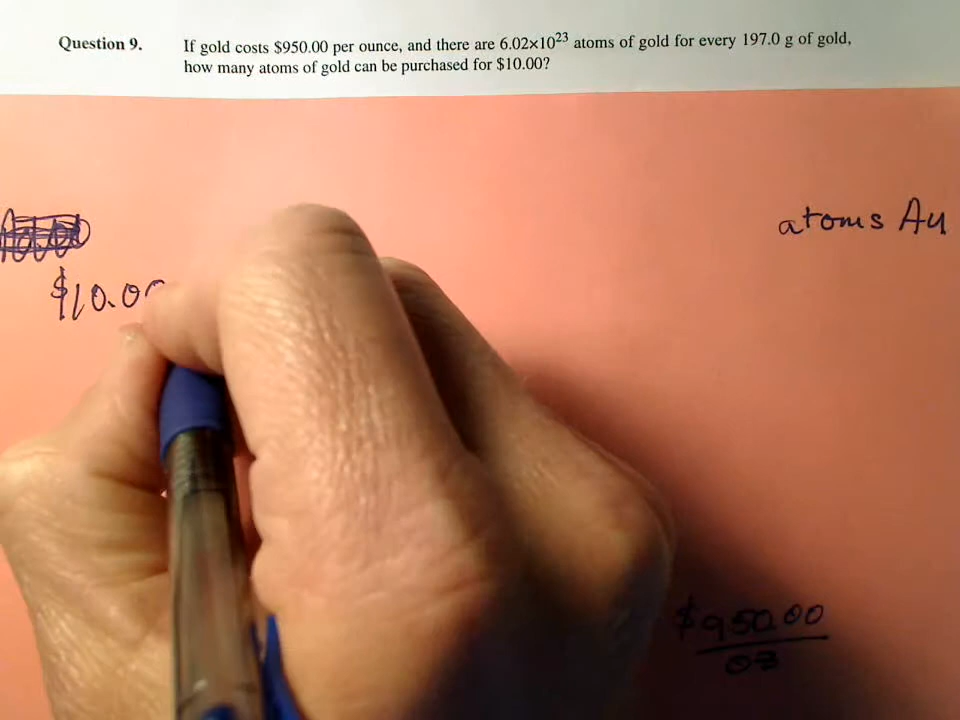 Question 9. If gold costs $950.00 per ounce, and there are 6.02×10²³ atoms of gold for every 197.0 g of gold,
how many atoms of gold can be purchased for $10.00?
atoms Au
$10.00
$950.00
oz